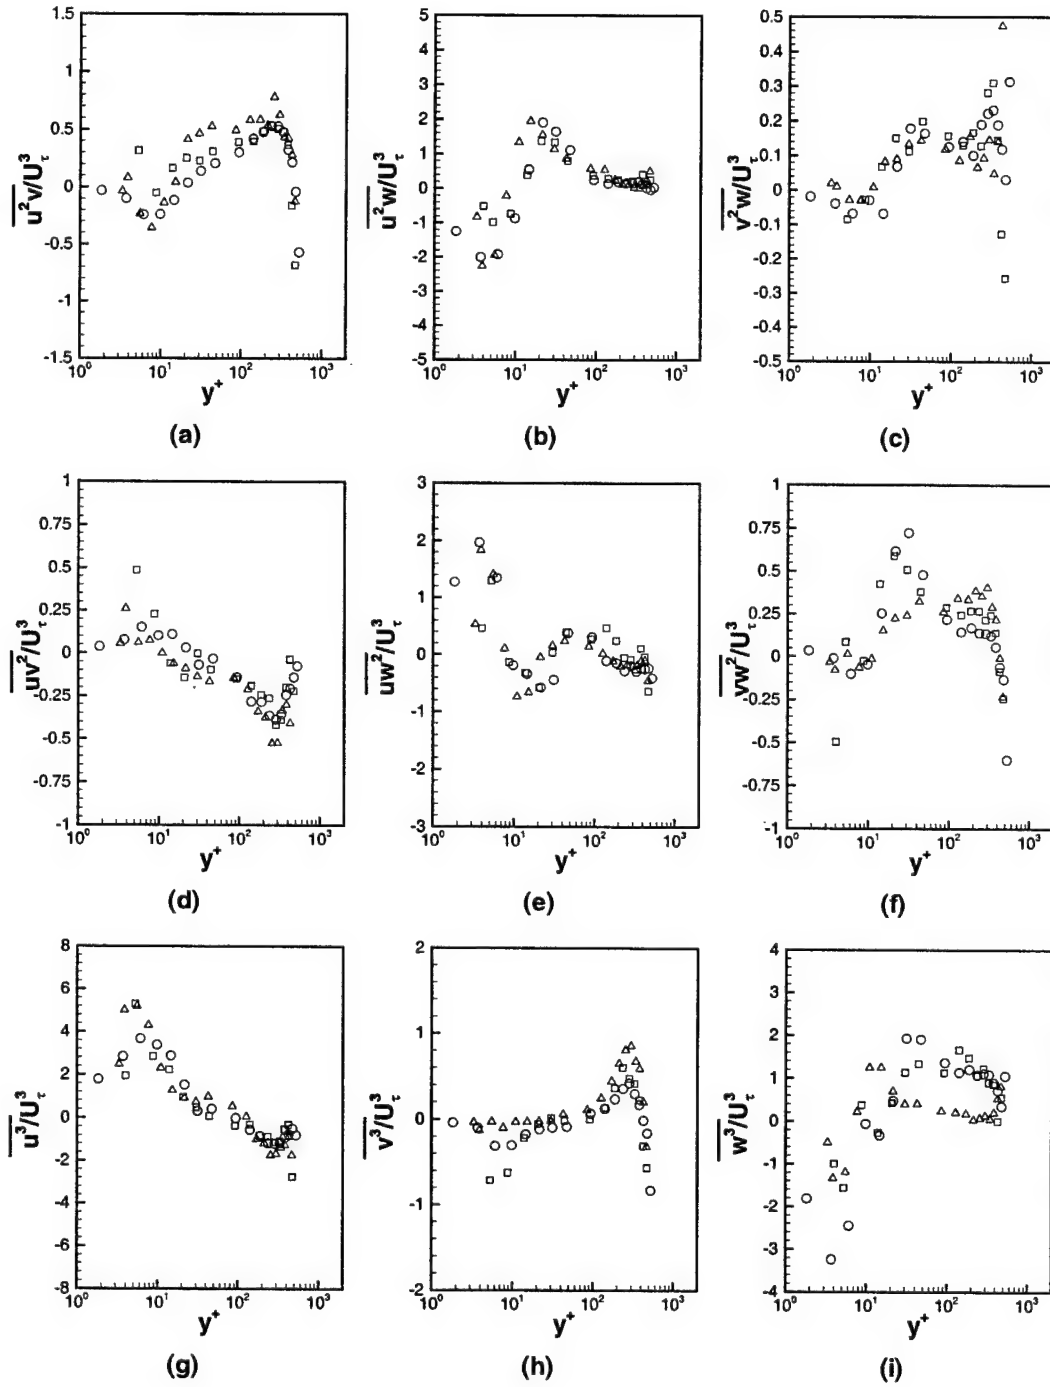 1.5
1
0.5
0
-0.5
-1
-1.5
10⁰ 10¹ 10² 10³
u²v/U³τ
y⁺
(a)
5
4
3
2
1
0
-1
-2
-3
-4
-5
10⁰ 10¹ 10² 10³
u²w/U³τ
y⁺
(b)
0.5
0.4
0.3
0.2
0.1
0
-0.1
-0.2
-0.3
-0.4
-0.5
10⁰ 10¹ 10² 10³
v²w/U³τ
y⁺
(c)
1
0.75
0.5
0.25
0
-0.25
-0.5
-0.75
-1
10⁰ 10¹ 10² 10³
uv²/U³τ
y⁺
(d)
3
2
1
0
-1
-2
-3
10⁰ 10¹ 10² 10³
uw²/U³τ
y⁺
(e)
1
0.75
0.5
0.25
0
-0.25
-0.5
-0.75
-1
10⁰ 10¹ 10² 10³
vw²/U³τ
y⁺
(f)
8
6
4
2
0
-2
-4
-6
-8
10⁰ 10¹ 10² 10³
u³/U³τ
y⁺
(g)
2
1
0
-1
-2
10⁰ 10¹ 10² 10³
v³/U³τ
y⁺
(h)
4
3
2
1
0
-1
-2
-3
-4
10⁰ 10¹ 10² 10³
w³/U³τ
y⁺
(i)